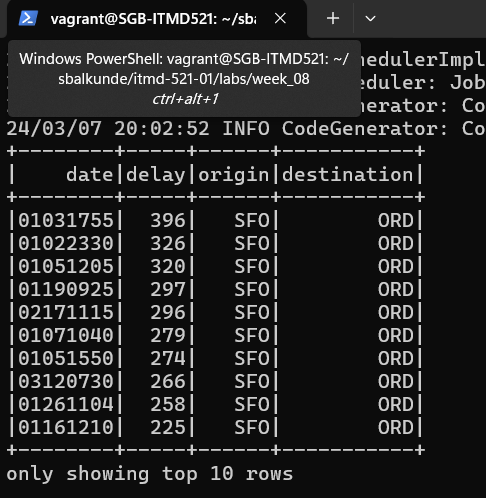 vagrant@SGB-ITMD521: ~/sba
Windows PowerShell: vagrant@SGB-ITMD521: ~/
sbalkunde/itmd-521-01/labs/week_08
ctrl+alt+1
hedulerImpl
eduler: Job
Generator: Co
24/03/07 20:02:52 INFO CodeGenerator: Co
+--------+-----+------+-----------+
|    date|delay|origin|destination|
+--------+-----+------+-----------+
|01031755|  396|   SFO|        ORD|
|01022330|  326|   SFO|        ORD|
|01051205|  320|   SFO|        ORD|
|01190925|  297|   SFO|        ORD|
|02171115|  296|   SFO|        ORD|
|01071040|  279|   SFO|        ORD|
|01051550|  274|   SFO|        ORD|
|03120730|  266|   SFO|        ORD|
|01261104|  258|   SFO|        ORD|
|01161210|  225|   SFO|        ORD|
+--------+-----+------+-----------+
only showing top 10 rows